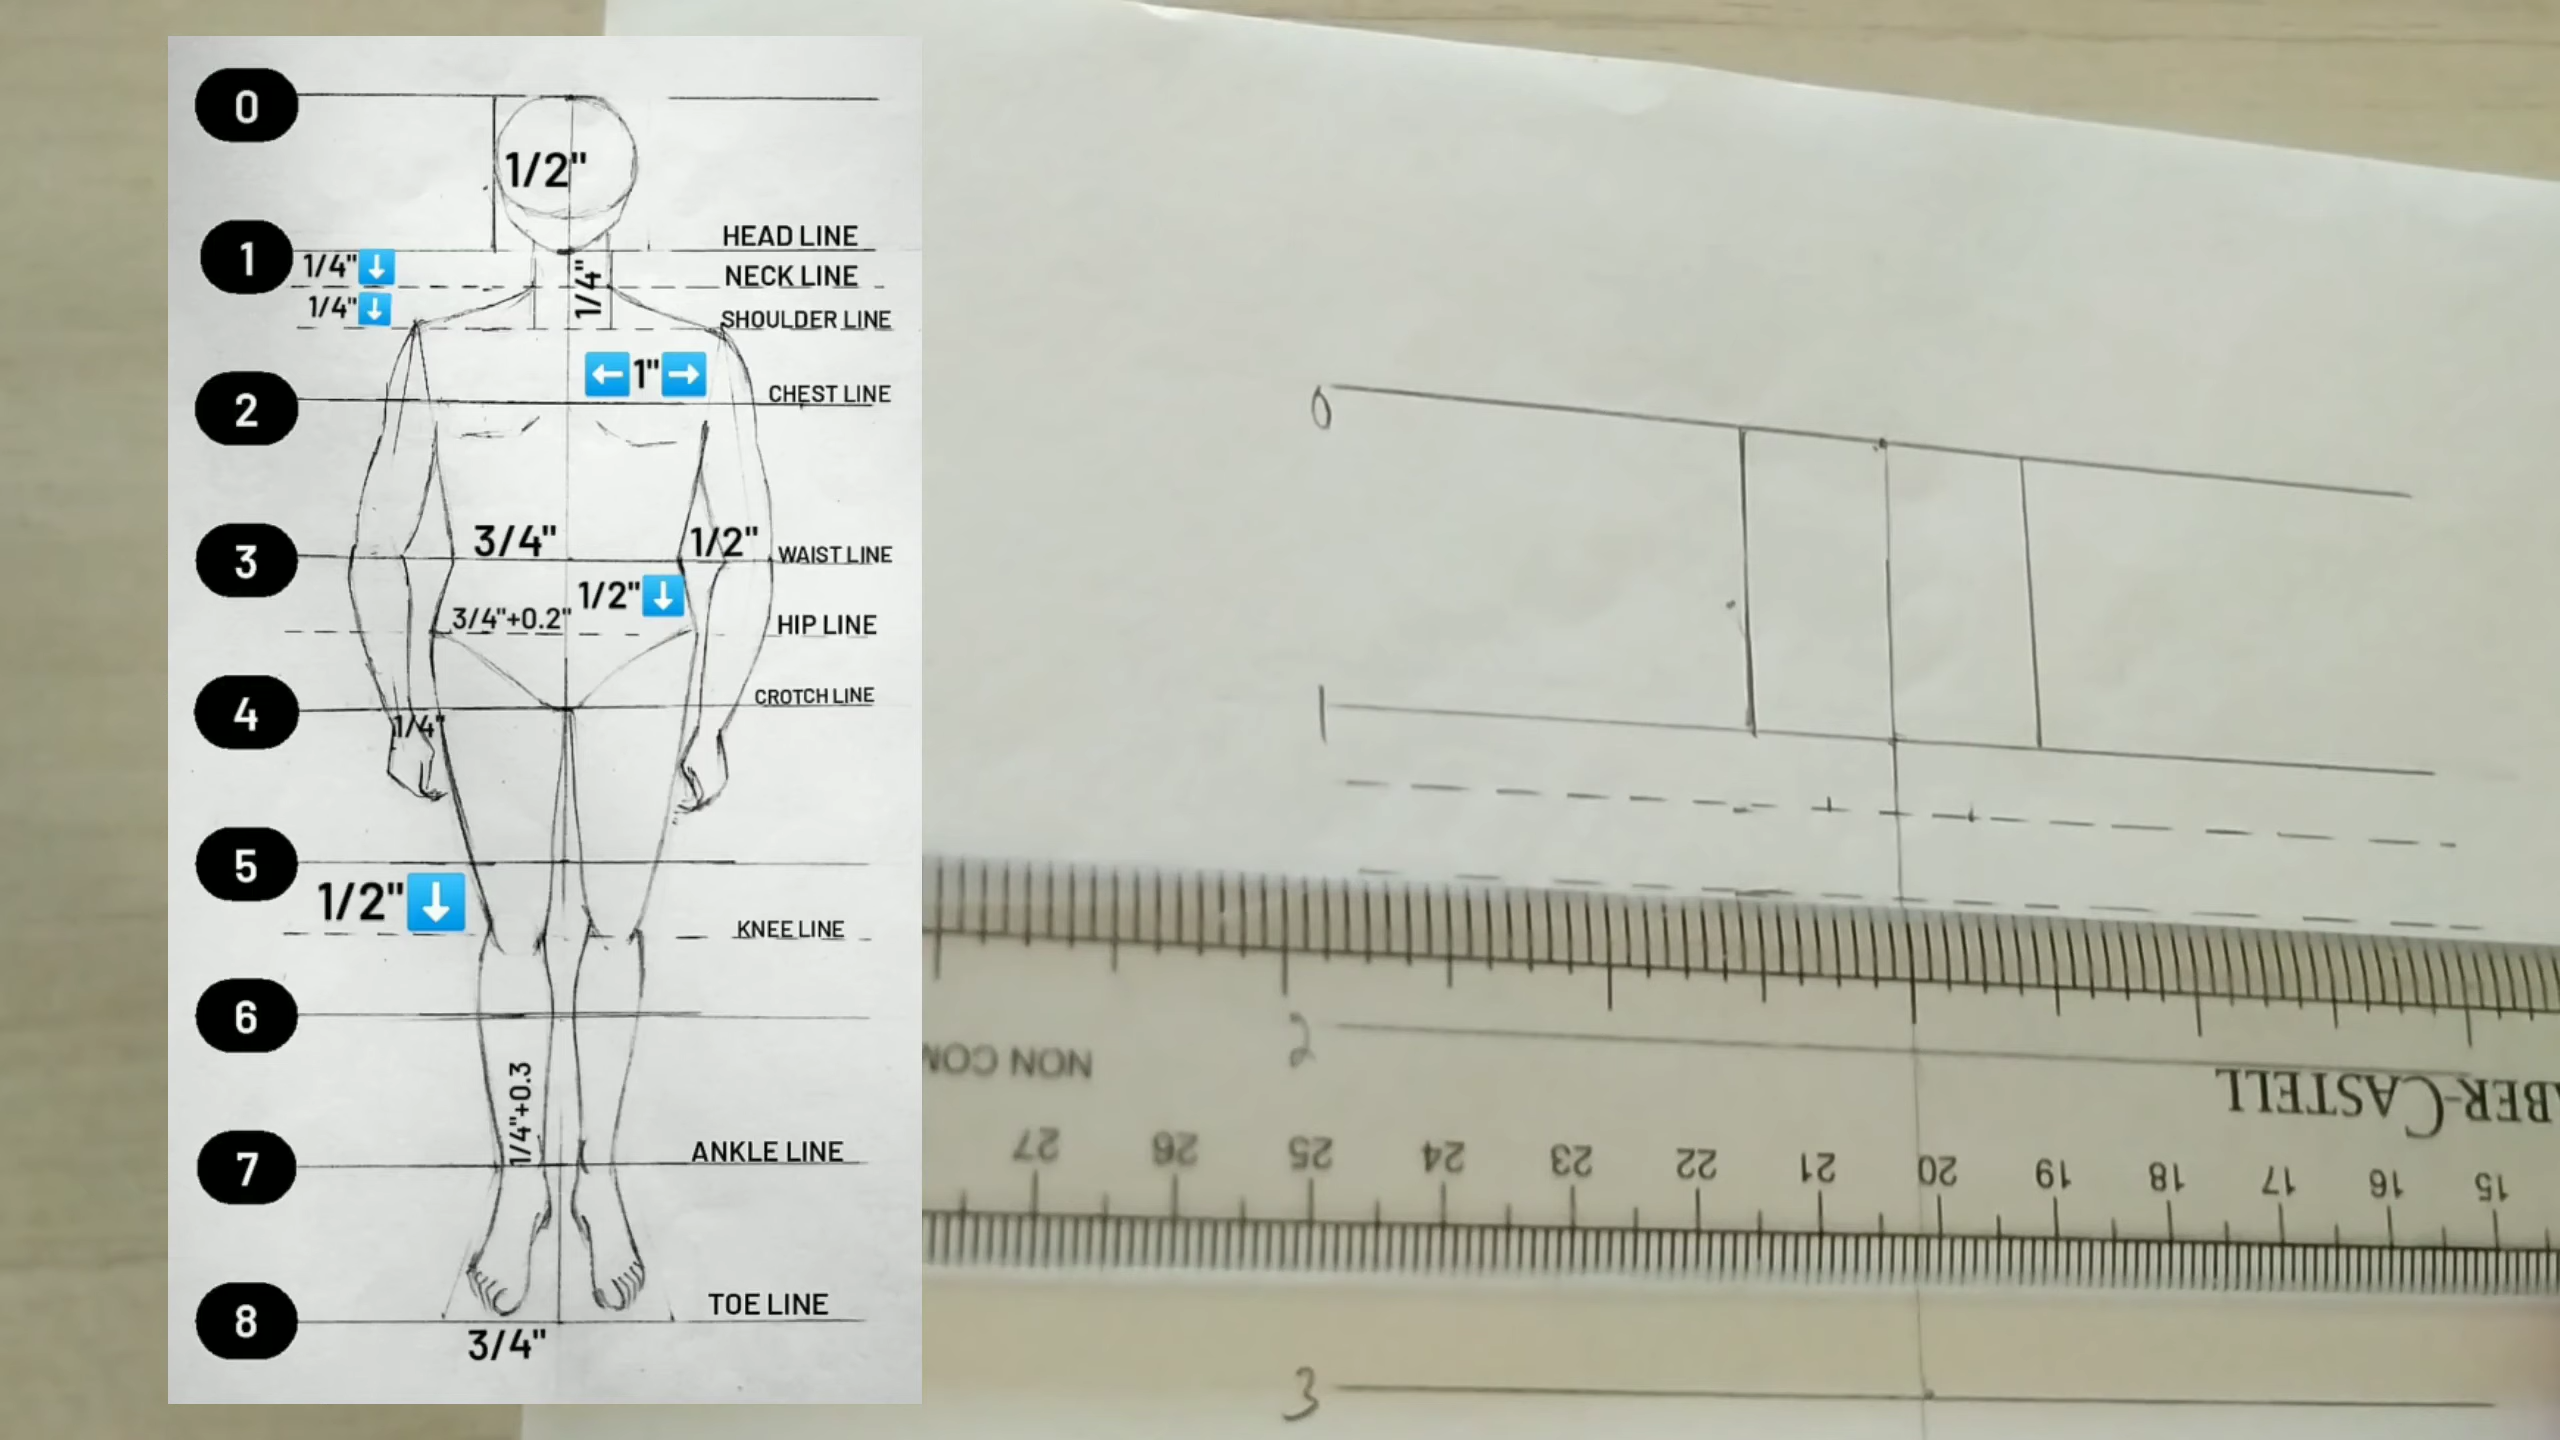 0
1/2"
HEAD LINE
1
1/4"
NECK LINE
1/4"
1/4"
SHOULDER LINE
1"
CHEST LINE
2
3/4"
1/2"
WAIST LINE
3
1/2"
3/4"+0.2"
HIP LINE
CROTCH LINE
4
1/4"
5
1/2"
KNEE LINE
6
1/4"+0.3
ANKLE LINE
7
TOE LINE
8
3/4"
0
1
2
NON COM
BER-CASTELL
27 26 25 24 23 22 21 20 19 18 17 16 15
3